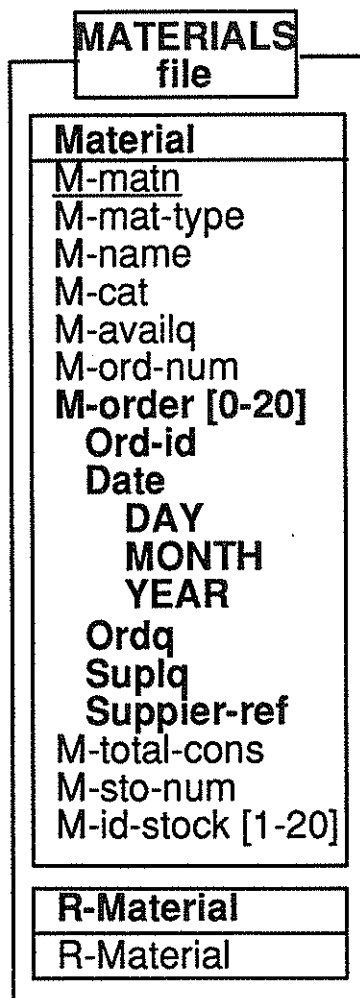 MATERIALS
file
Material
M-matn
M-mat-type
M-name
M-cat
M-availq
M-ord-num
M-order [0-20]
Ord-id
Date
DAY
MONTH
YEAR
Ordq
Suplq
Suppier-ref
M-total-cons
M-sto-num
M-id-stock [1-20]
R-Material
R-Material